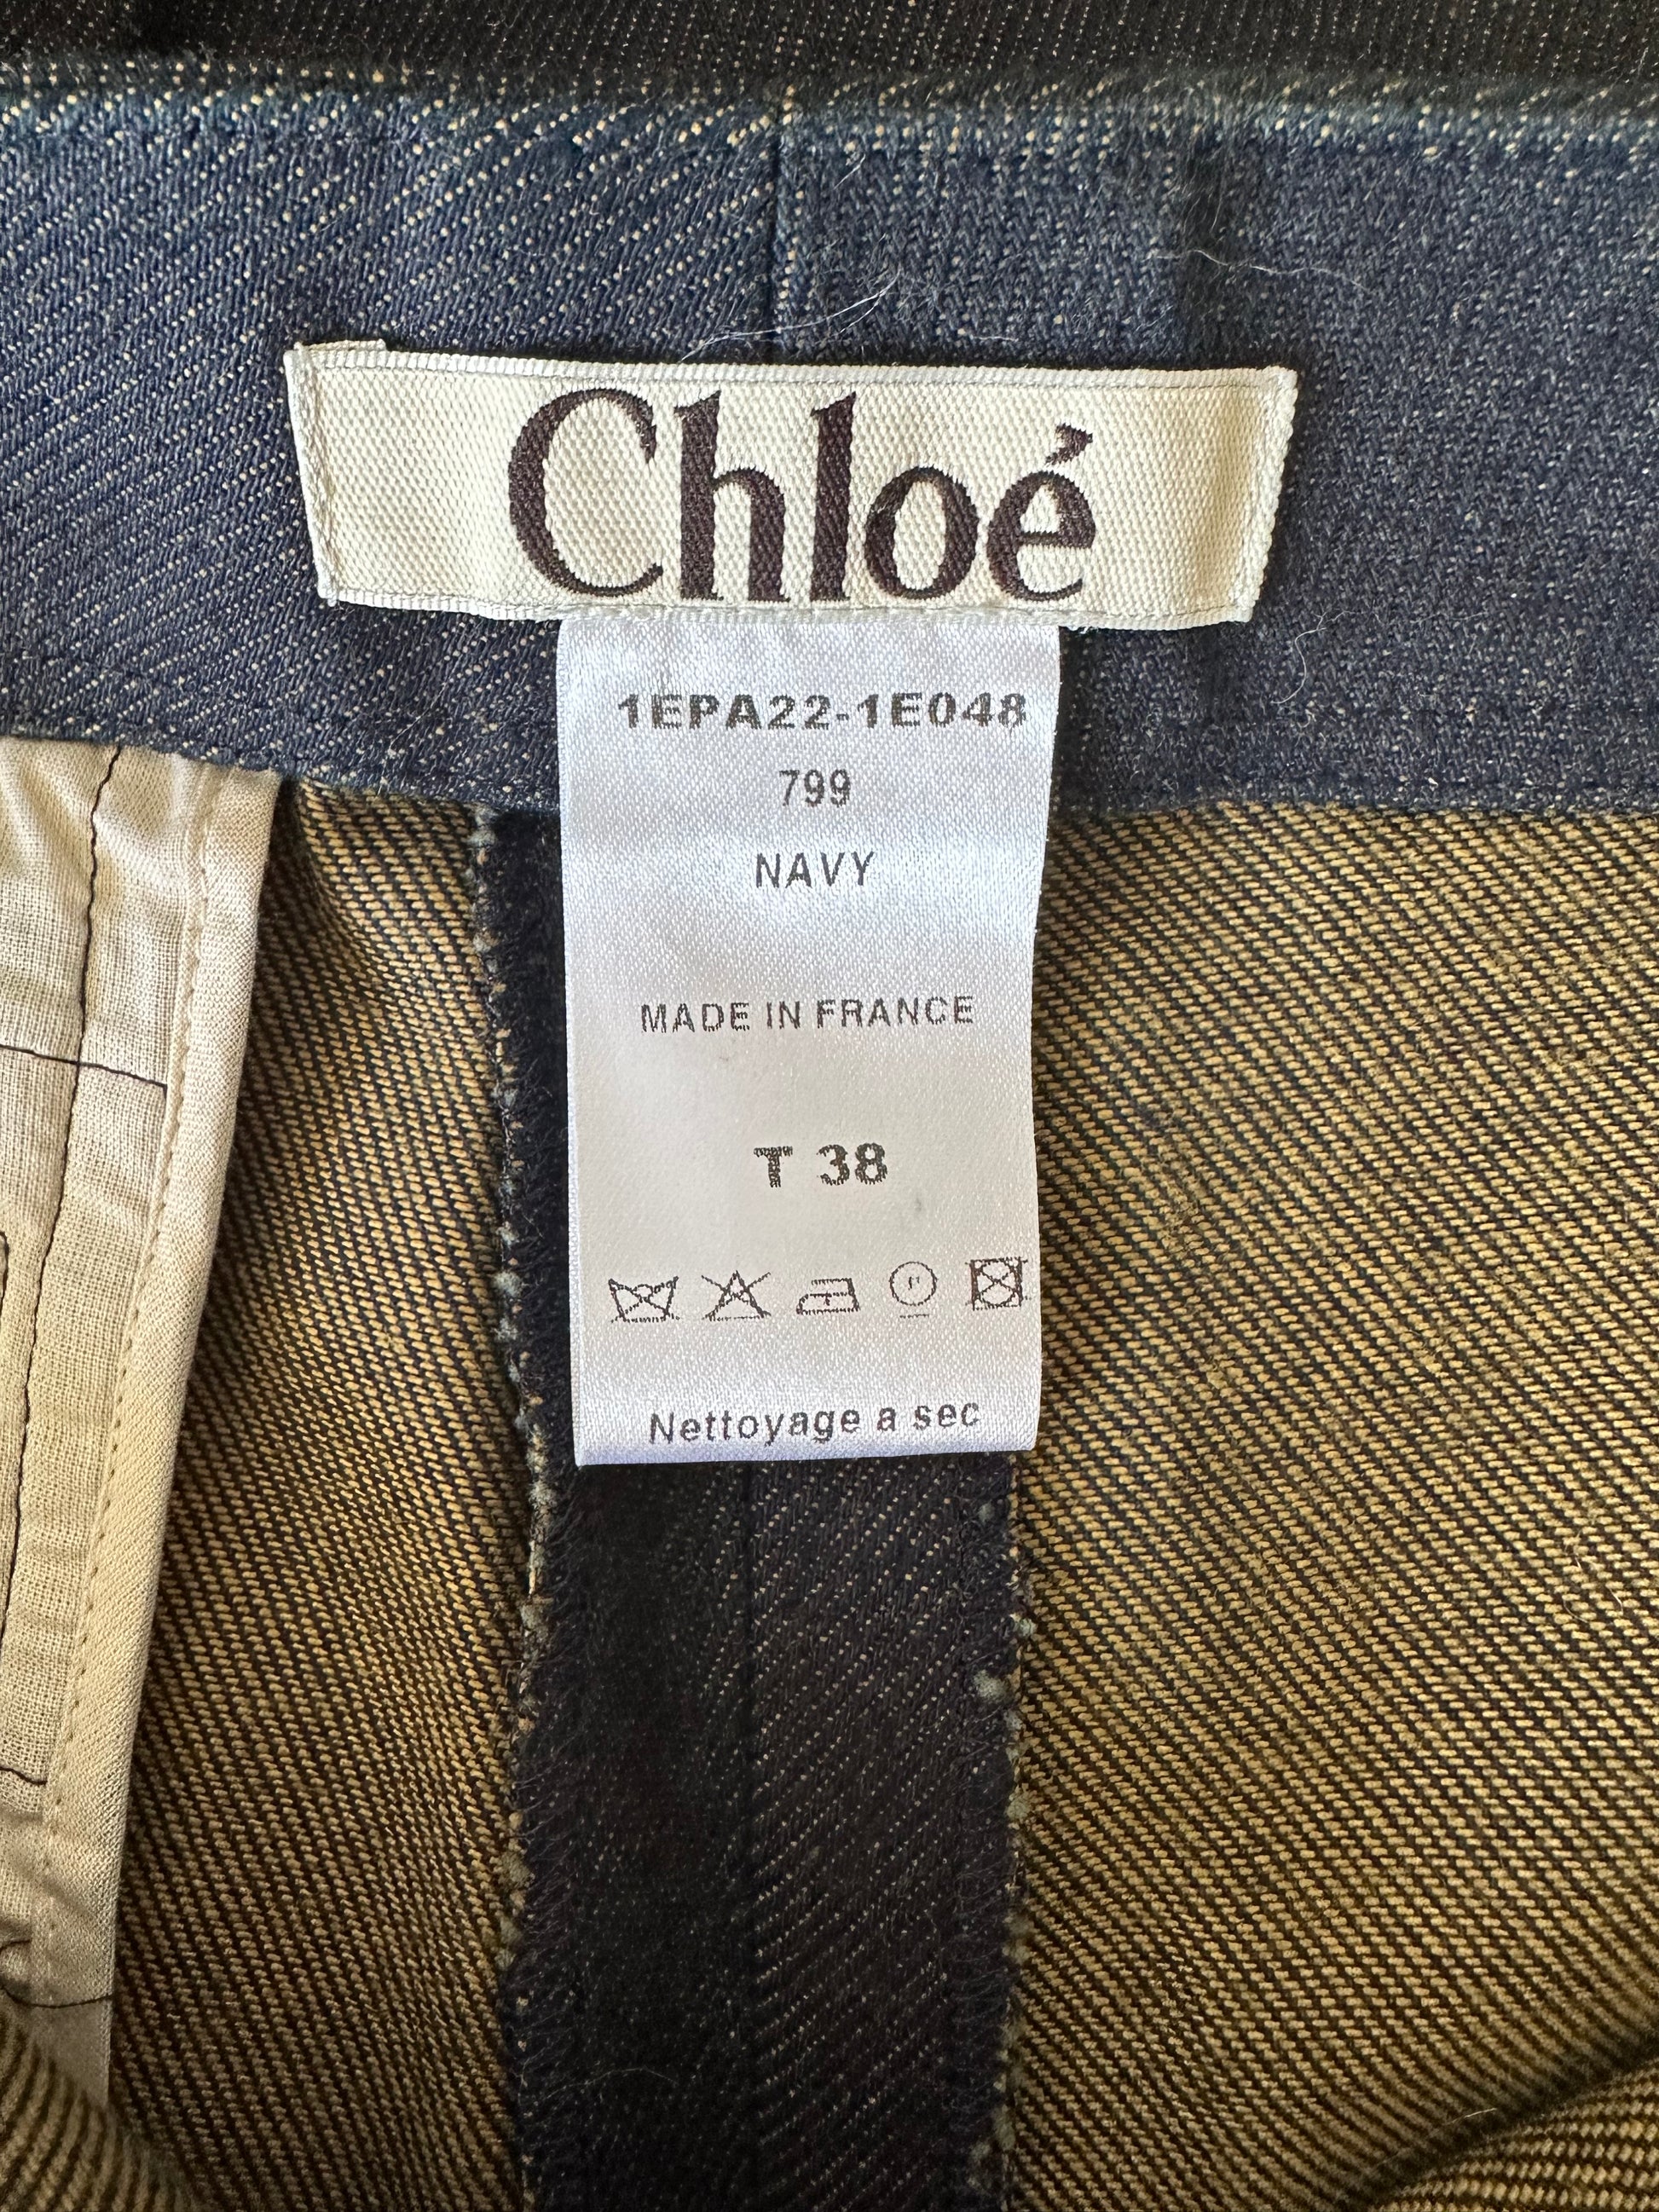 Chloé
1EPA22-1E048
799
NAVY
MADE IN FRANCE
T 38
Nettoyage a sec